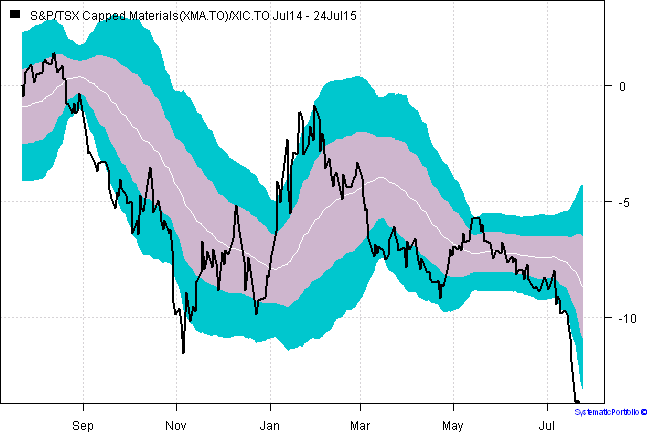 S&P/TSX Capped Materials(XMA.TO)/XIC.TO Jul14 - 24Jul15
0
-5
-10
Sep Nov Jan Mar May Jul
SystematicPortfolio ©